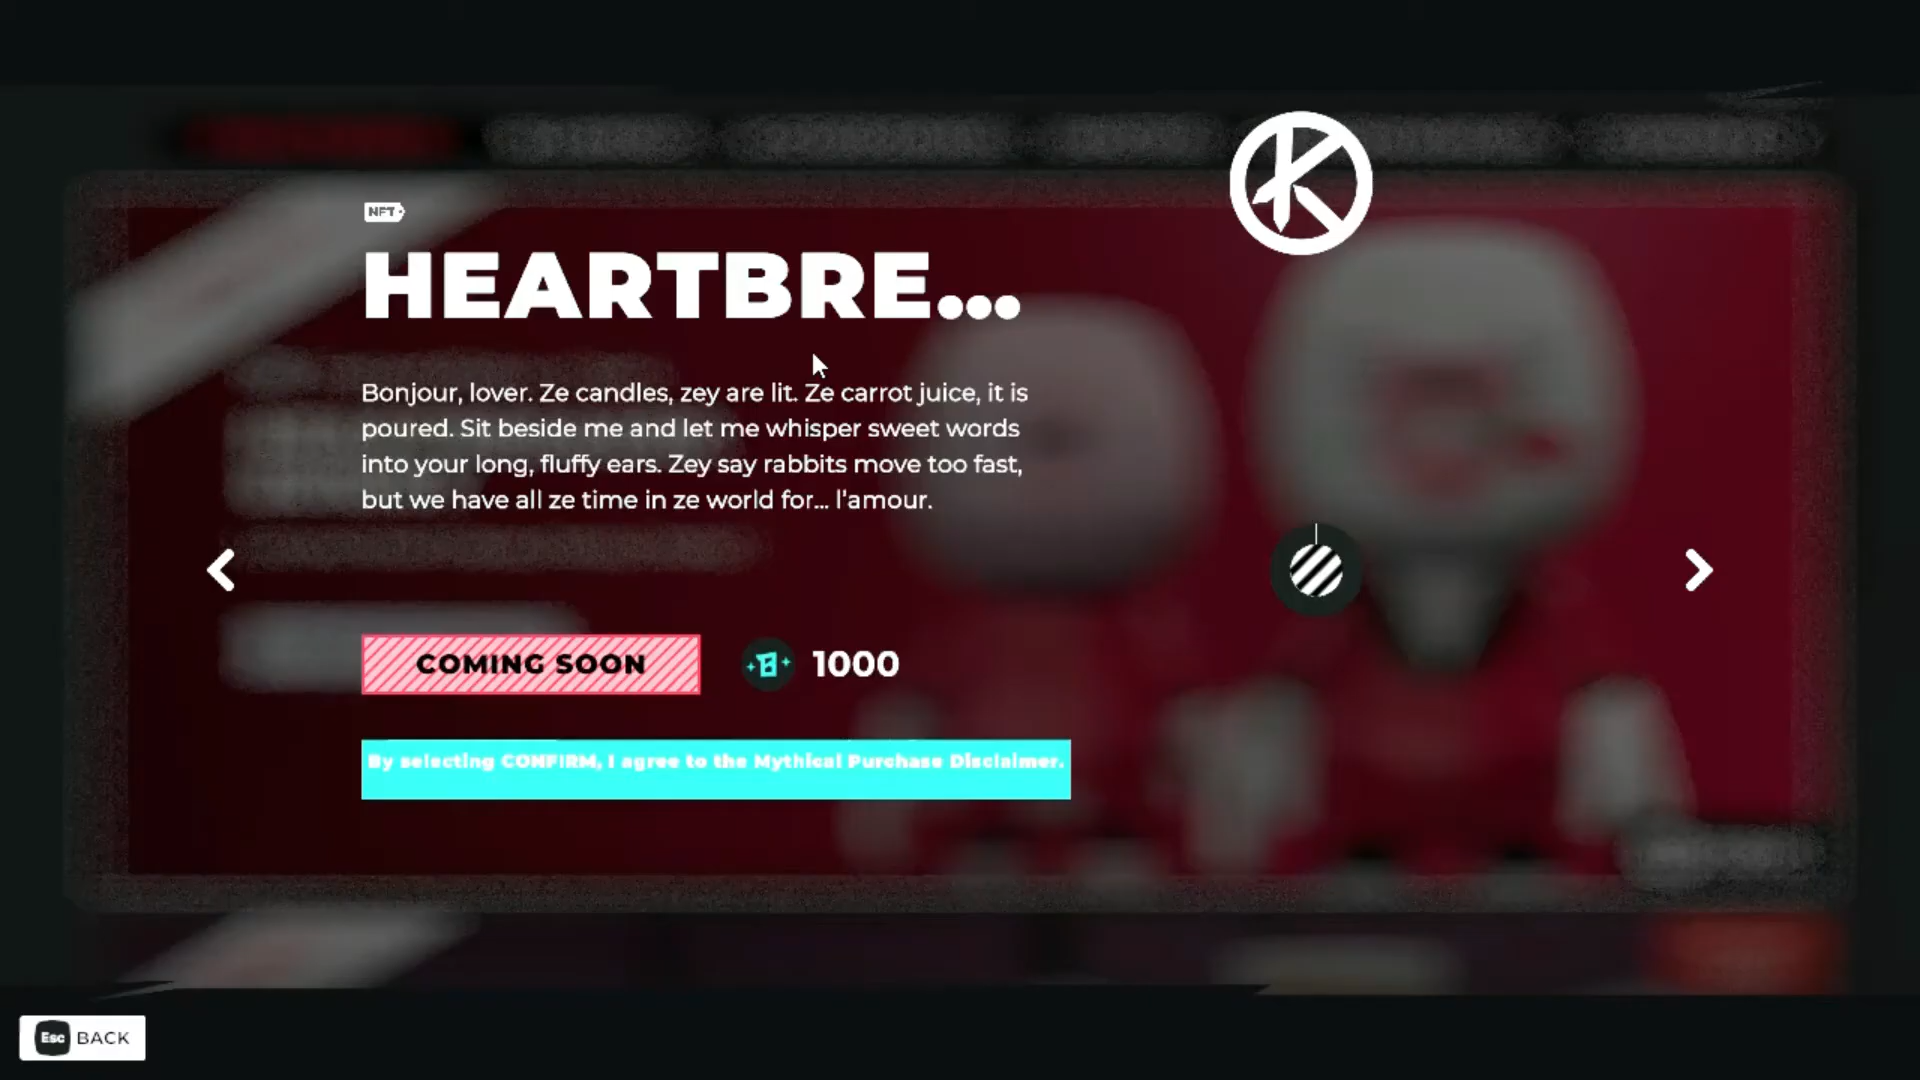 NFT
HEARTBRE...
Bonjour, lover. Ze candles, zey are lit. Ze carrot juice, it is
poured. Sit beside me and let me whisper sweet words
into your long, fluffy ears. Zey say rabbits move too fast,
but we have all ze time in ze world for... l'amour.
COMING SOON
1000
By selecting CONFIRM, I agree to the Mythical Purchase Disclaimer.
Esc BACK